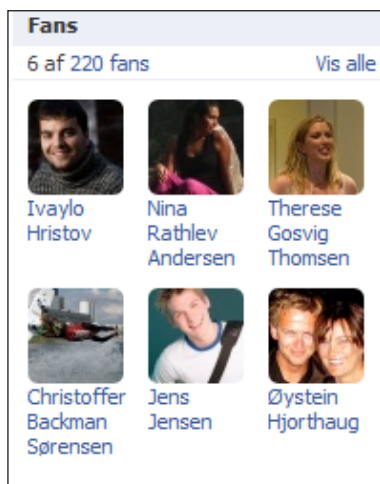 Fans
6 af 220 fans Vis alle
Ivaylo Nina Therese
Hristov Rathlev Gosvig
Andersen Thomsen
Christoffer Jens Øystein
Backman Jensen Hjorthaug
Sørensen